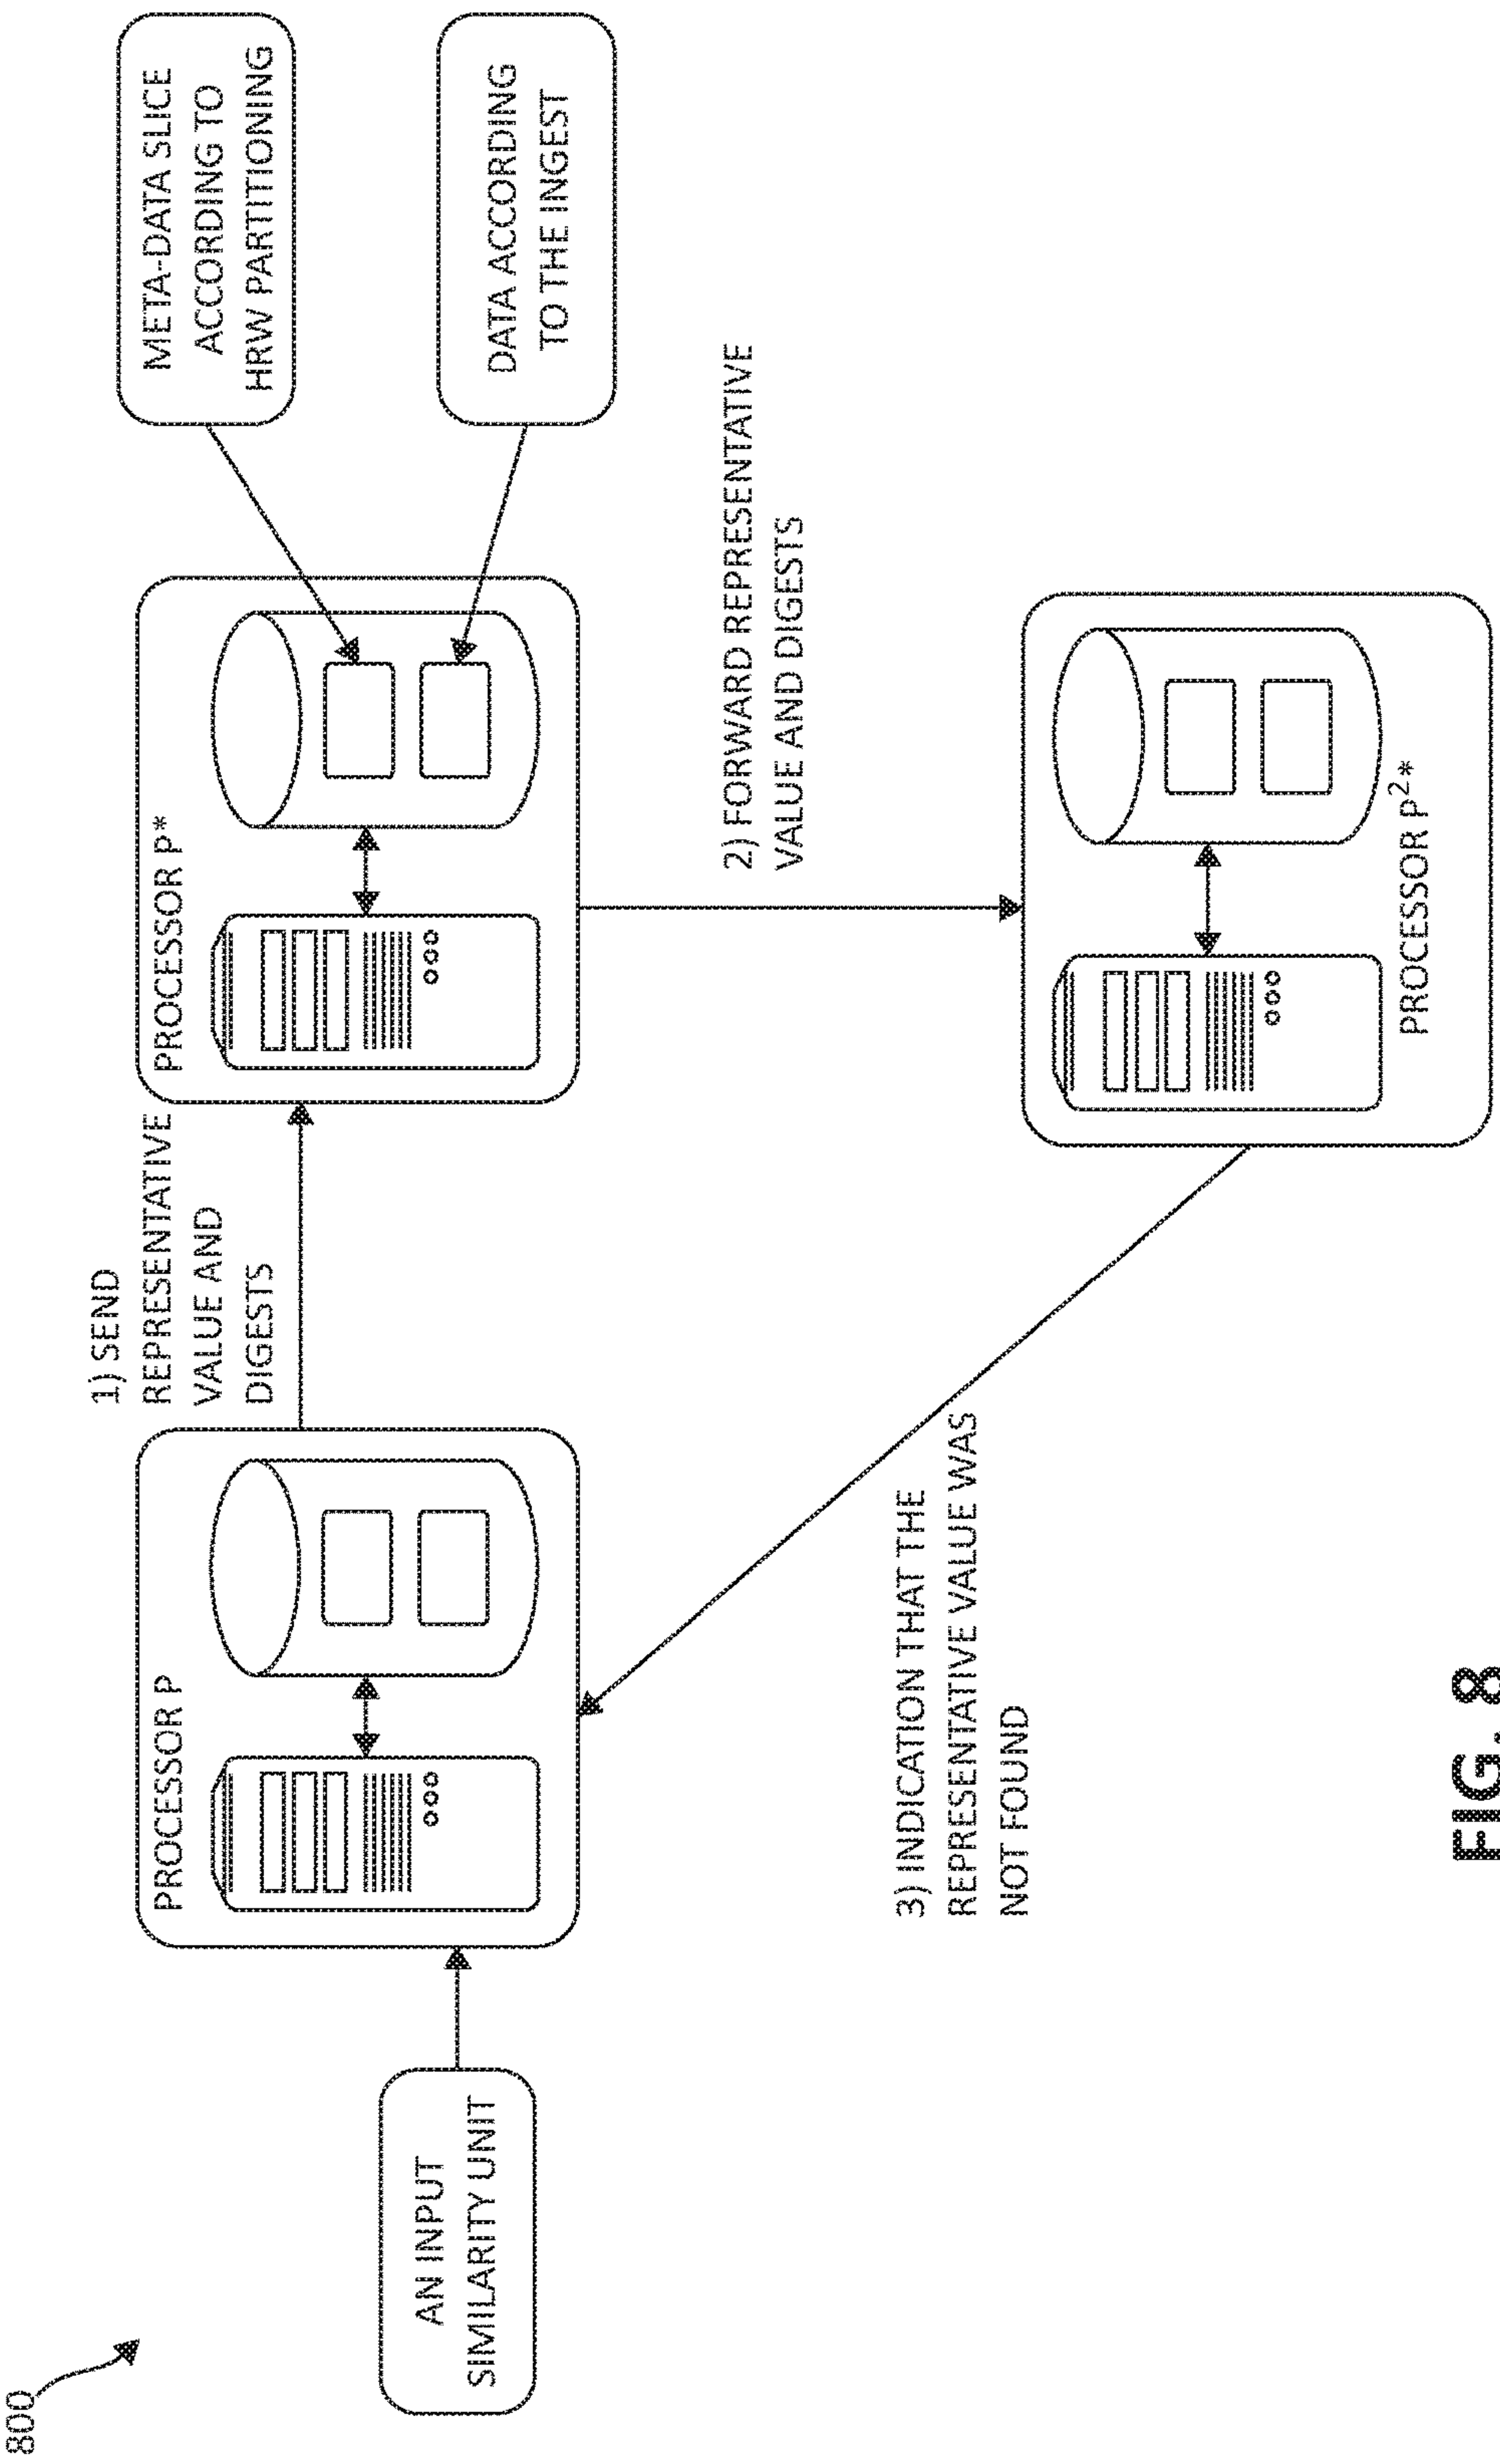 800
AN INPUT
SIMILARITY UNIT
PROCESSOR P
1) SEND
REPRESENTATIVE
VALUE AND
DIGESTS
PROCESSOR P*
META-DATA SLICE
ACCORDING TO
HRW PARTITIONING
DATA ACCORDING
TO THE INGEST
2) FORWARD REPRESENTATIVE
VALUE AND DIGESTS
PROCESSOR P²*
3) INDICATION THAT THE
REPRESENTATIVE VALUE WAS
NOT FOUND
FIG. 8